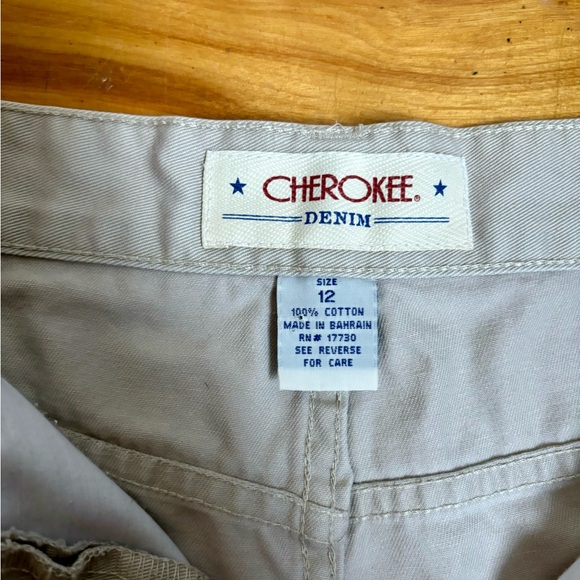 ★ CHEROKEE® ★
DENIM
SIZE
12
100% COTTON
MADE IN BAHRAIN
RN# 17730
SEE REVERSE
FOR CARE